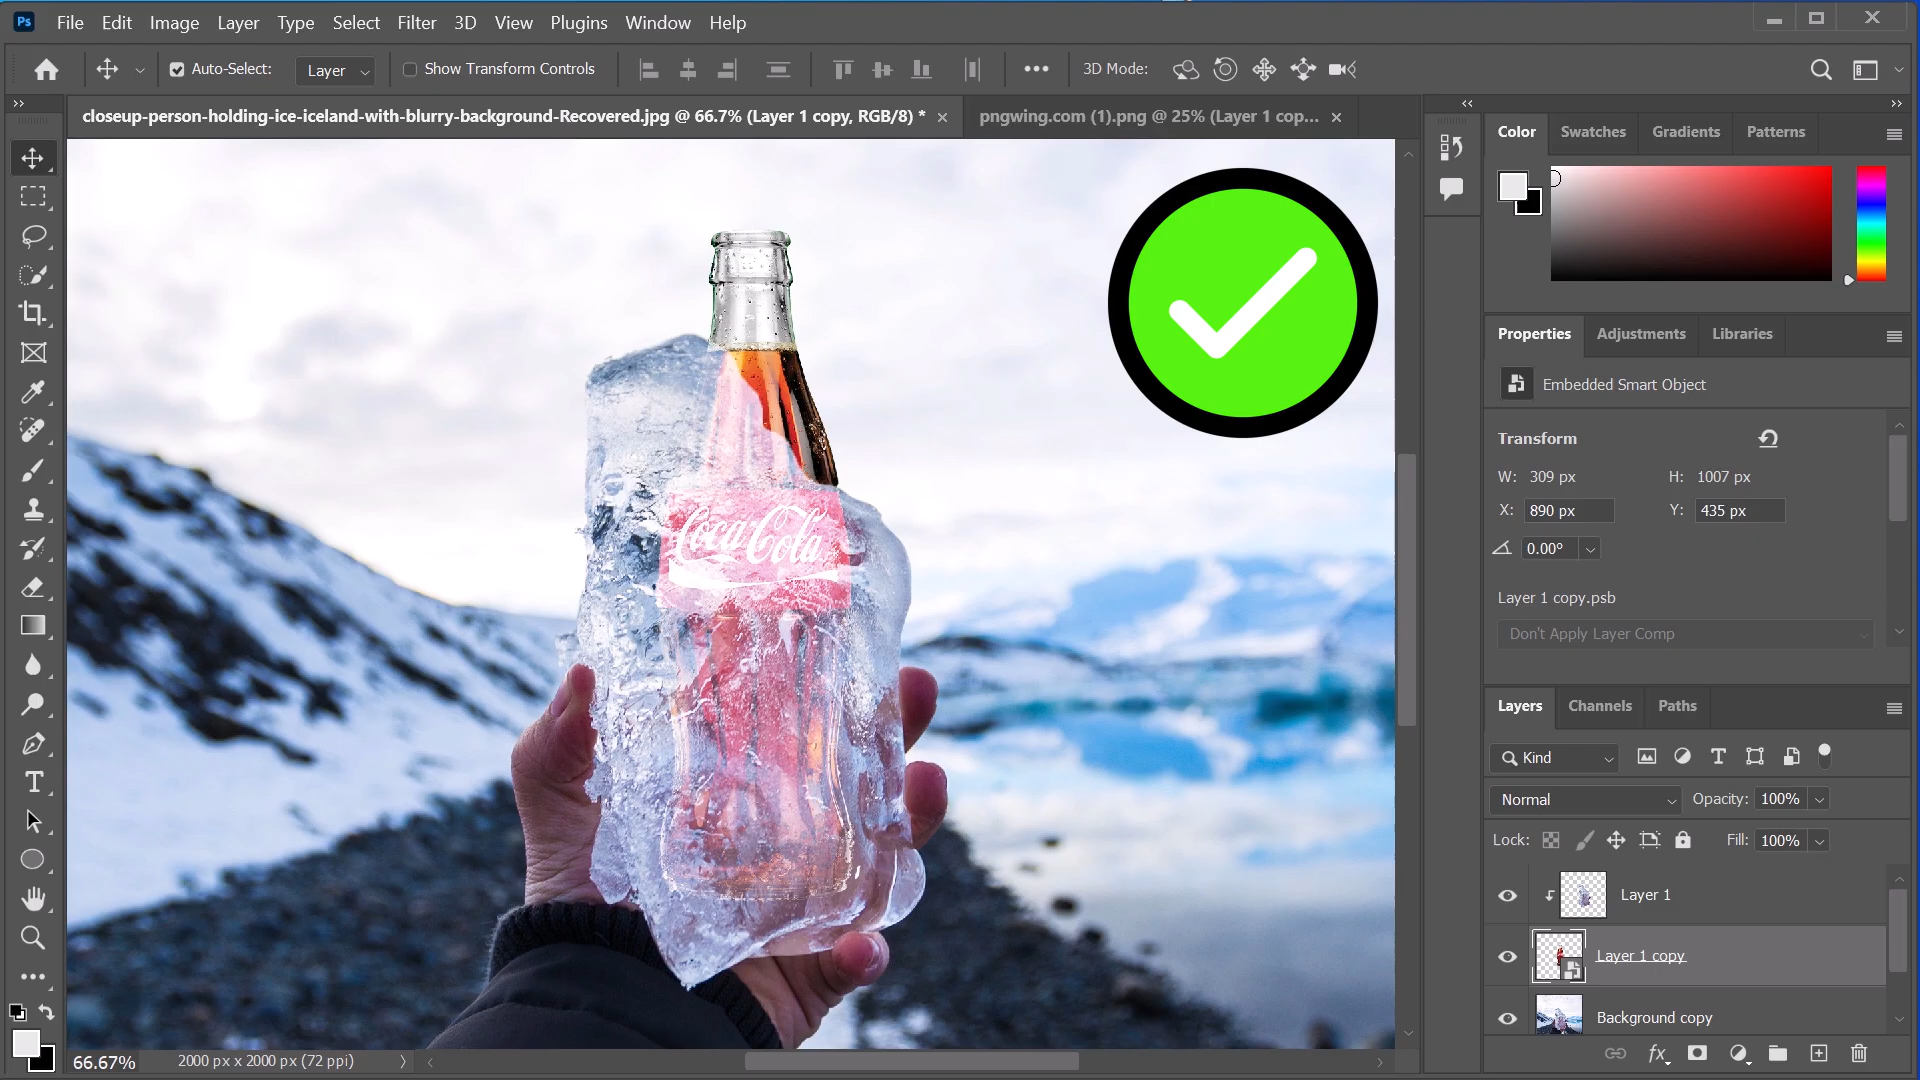 Ps File Edit Image Layer Type Select Filter 3D View Plugins Window Help
Auto-Select: Layer Show Transform Controls 3D Mode:
closeup-person-holding-ice-iceland-with-blurry-background-Recovered.jpg @ 66.7% (Layer 1 copy, RGB/8) * pngwing.com (1).png @ 25% (Layer 1 cop...
Color Swatches Gradients Patterns
Properties Adjustments Libraries
Embedded Smart Object
Transform
W: 309 px H: 1007 px
X: 890 px Y: 435 px
0.00°
Layer 1 copy.psb
Don't Apply Layer Comp
Coca-Cola
Layers Channels Paths
Kind
Normal Opacity: 100%
Lock: Fill: 100%
Layer 1
Layer 1 copy
Background copy
fx
66.67% 2000 px x 2000 px (72 ppi)